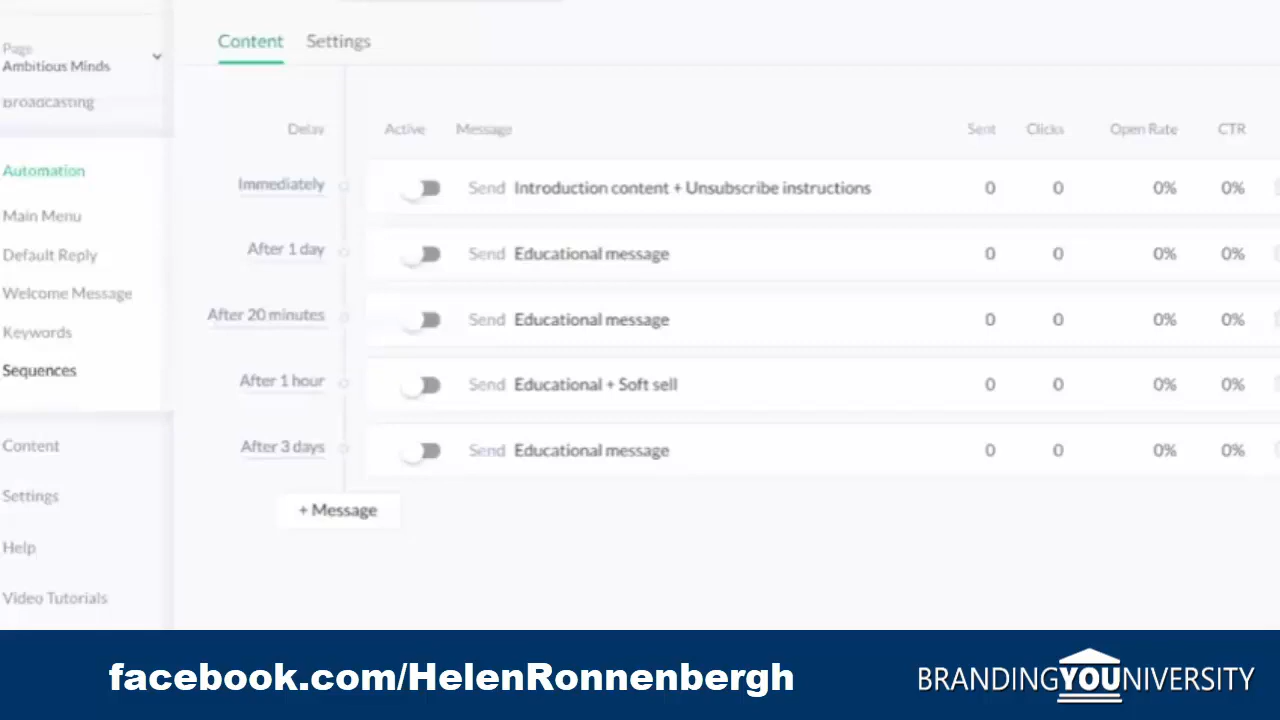 Page
Ambitious Minds
Broadcasting
Automation
Main Menu
Default Reply
Welcome Message
Keywords
Sequences
Content
Settings
Help
Video Tutorials
Content Settings
Delay Active Message Sent Clicks Open Rate CTR
Immediately Send Introduction content + Unsubscribe instructions 0 0 0% 0%
After 1 day Send Educational message 0 0 0% 0%
After 20 minutes Send Educational message 0 0 0% 0%
After 1 hour Send Educational + Soft sell 0 0 0% 0%
After 3 days Send Educational message 0 0 0% 0%
+ Message
facebook.com/HelenRonnenbergh
BRANDINGYOUNIVERSITY